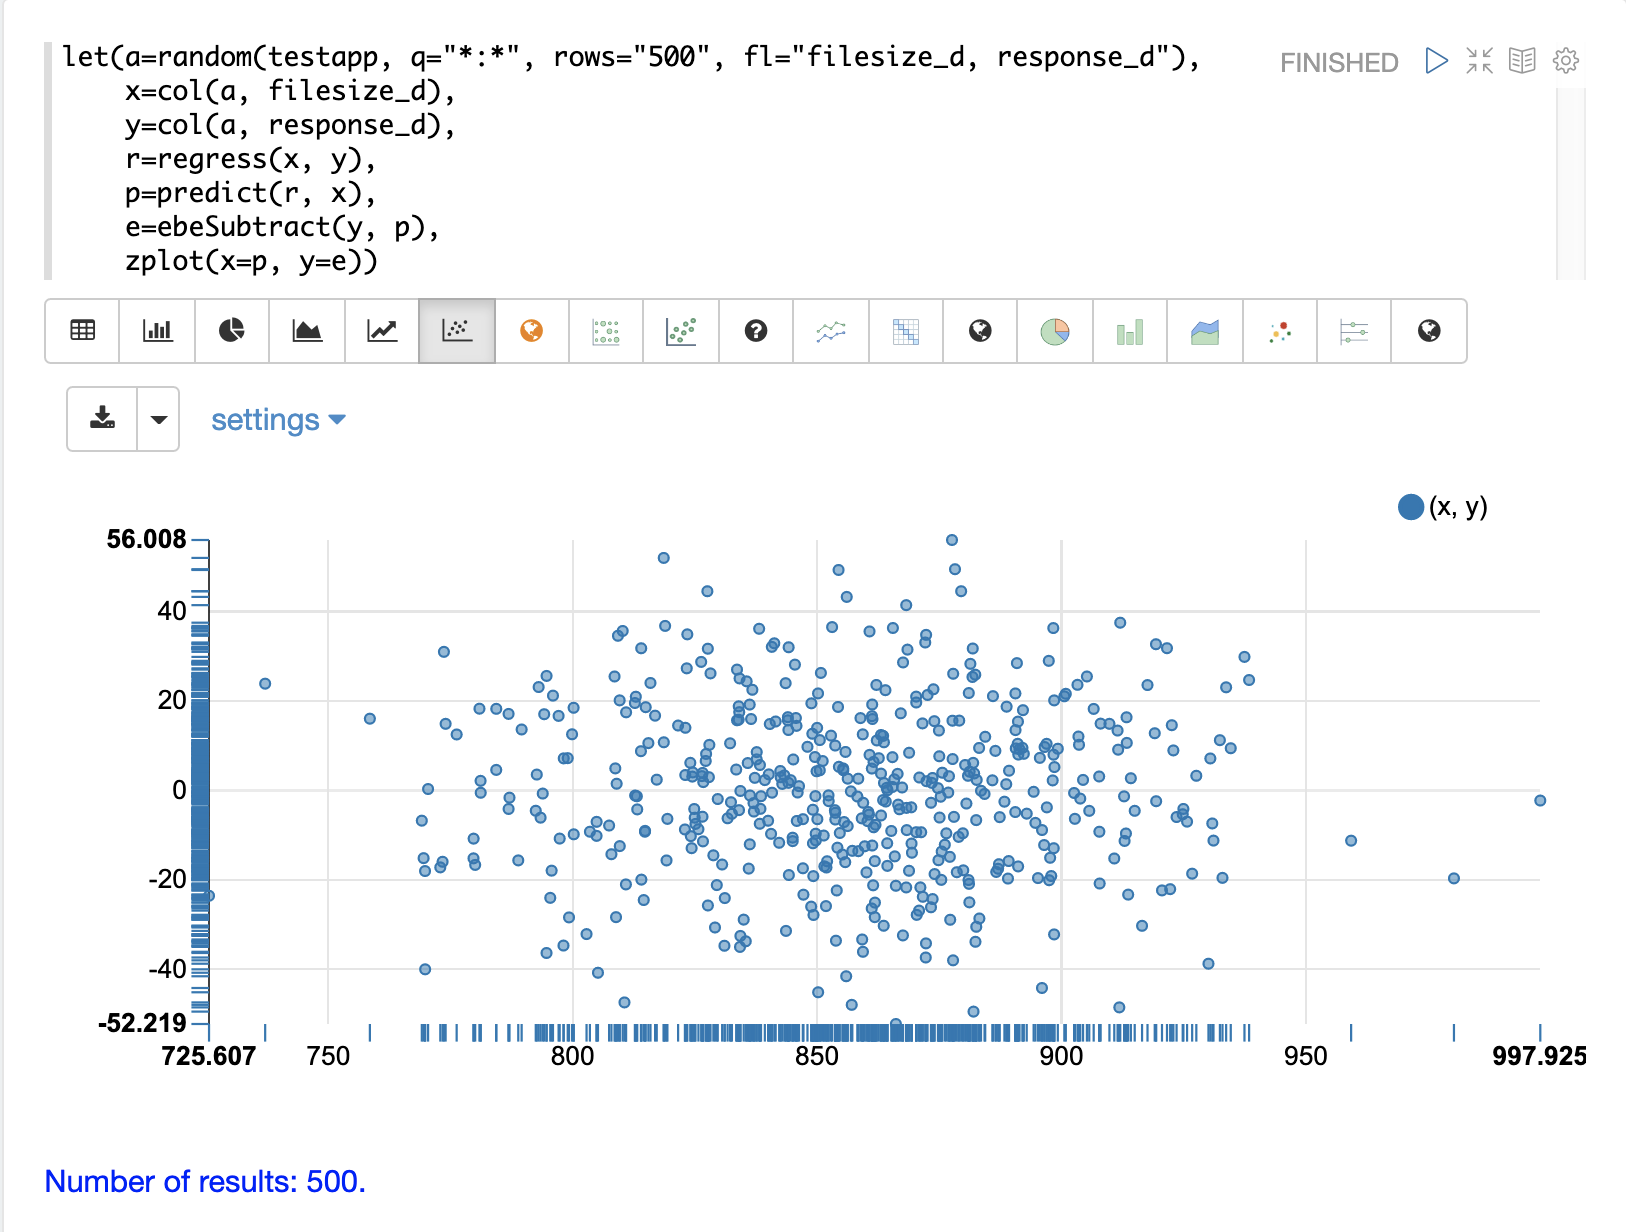 let(a=random(testapp, q="*:*", rows="500", fl="filesize_d, response_d"),
x=col(a, filesize_d),
y=col(a, response_d),
r=regress(x, y),
p=predict(r, x),
e=ebeSubtract(y, p),
zplot(x=p, y=e))
FINISHED
settings
(x, y)
56.008
40
20
0
-20
-40
-52.219
725.607 750 800 850 900 950 997.925
Number of results: 500.